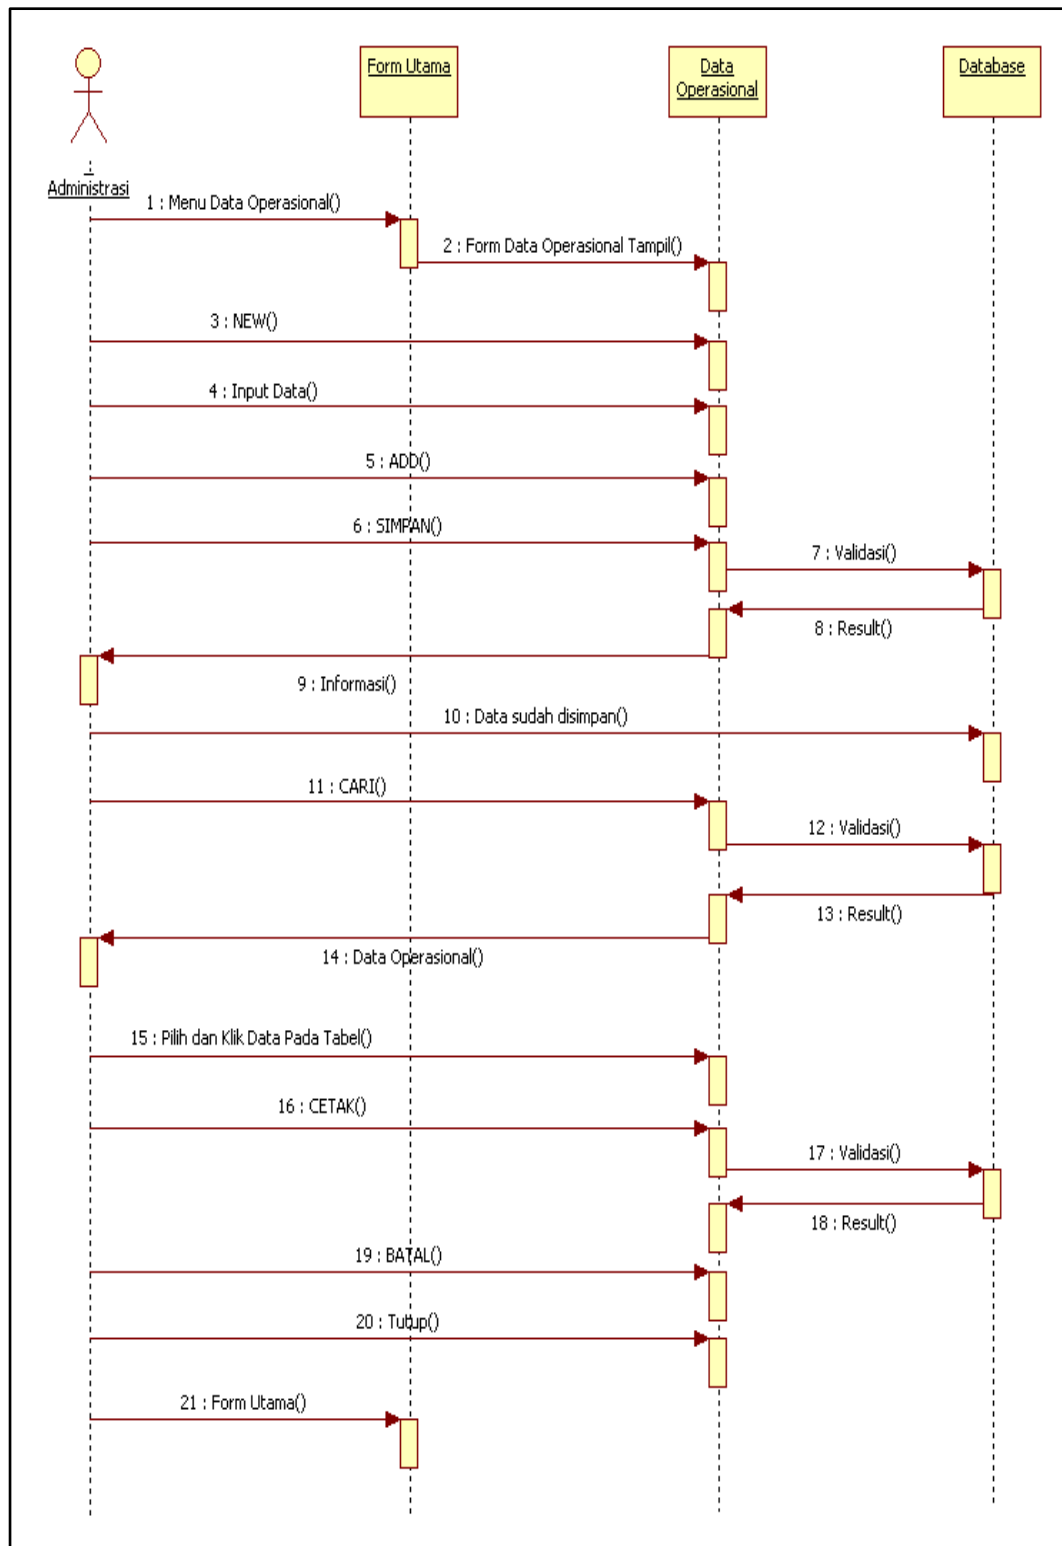 Form Utama
Data
Operasional
Database
Administrasi
1 : Menu Data Operasional()
2 : Form Data Operasional Tampil()
3 : NEW()
4 : Input Data()
5 : ADD()
6 : SIMPAN()
7 : Validasi()
8 : Result()
9 : Informasi()
10 : Data sudah disimpan()
11 : CARI()
12 : Validasi()
13 : Result()
14 : Data Operasional()
15 : Pilih dan Klik Data Pada Tabel()
16 : CETAK()
17 : Validasi()
18 : Result()
19 : BATAL()
20 : Tutup()
21 : Form Utama()